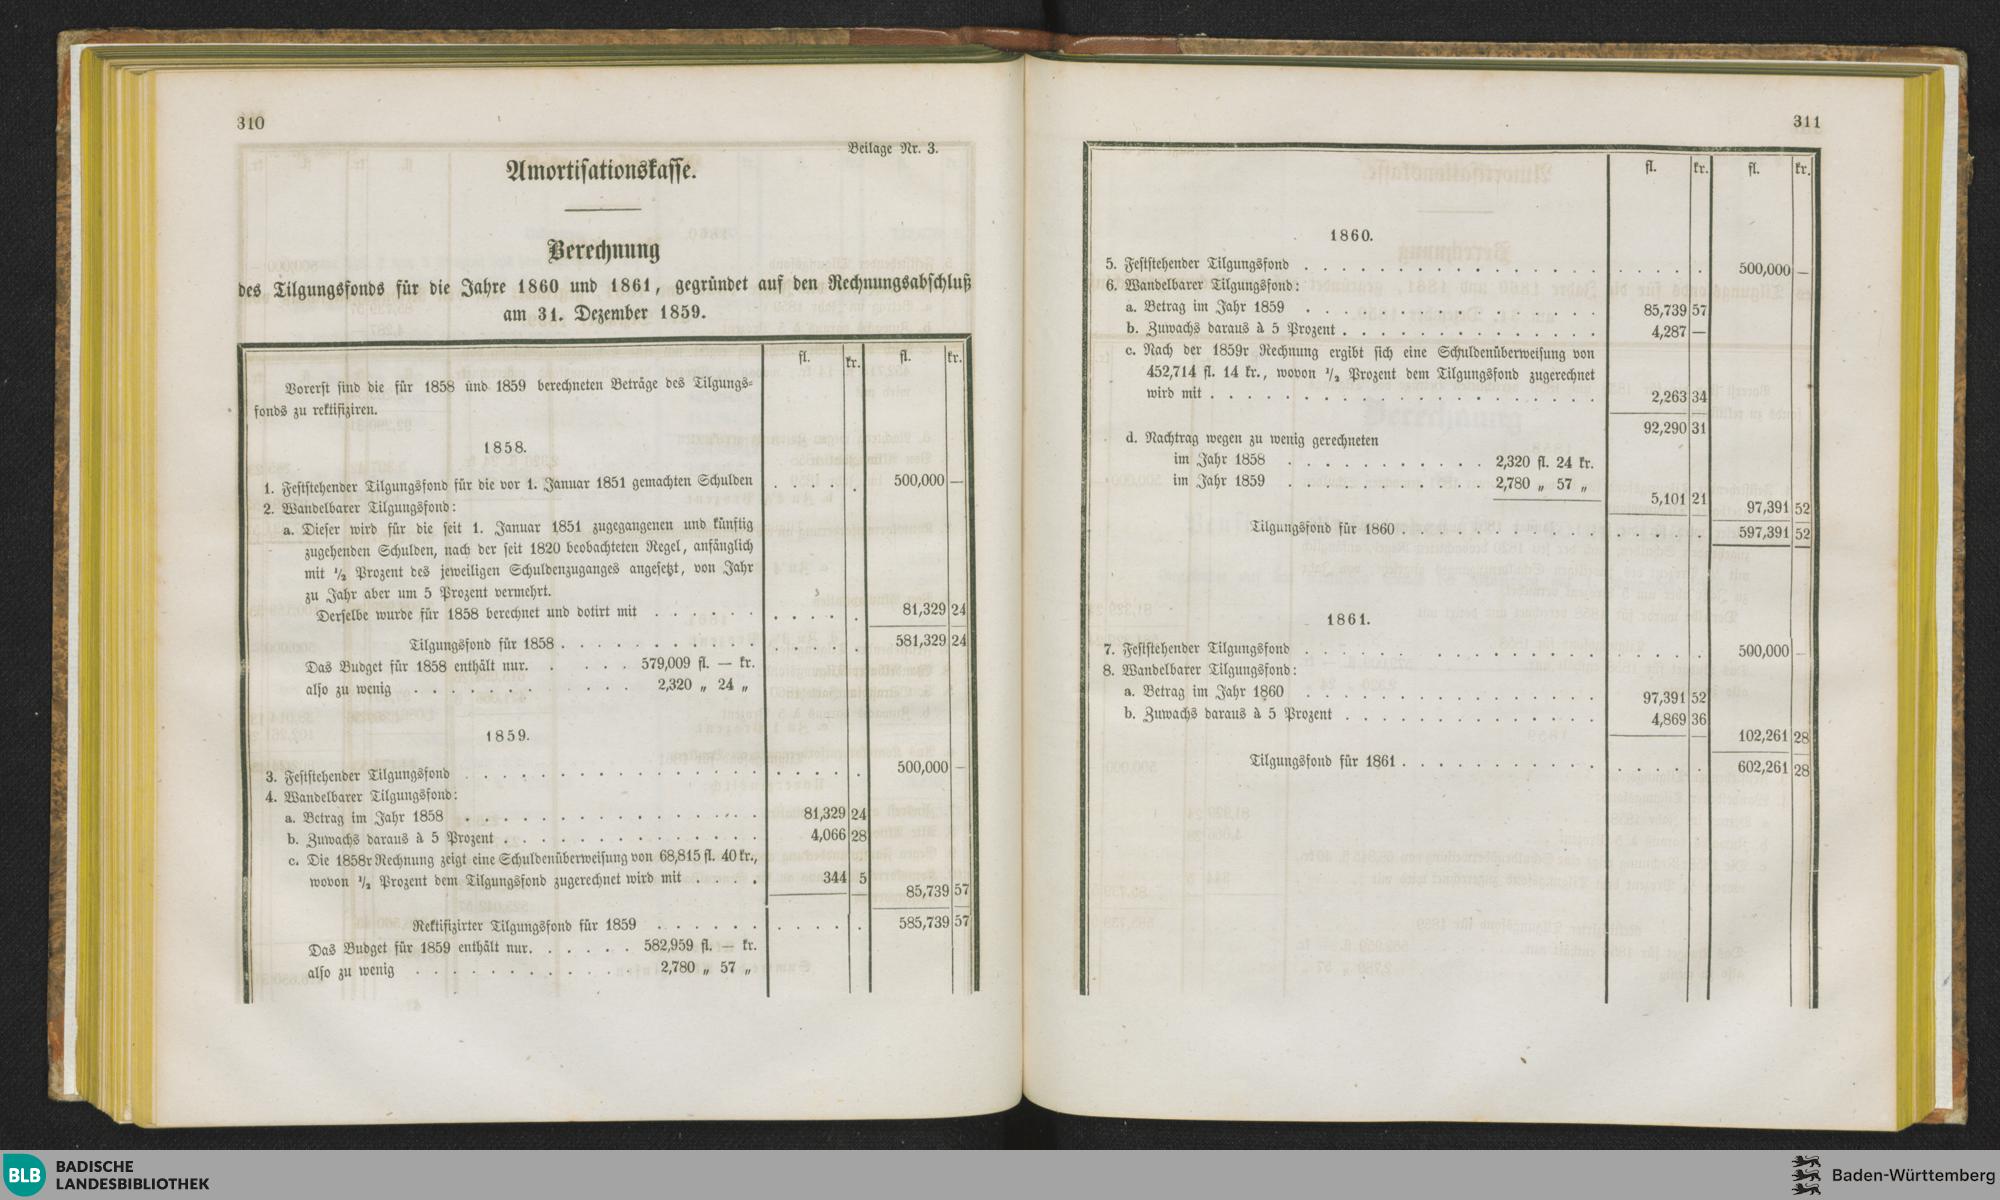 310
Beilage Nr. 3.
Amortisationskasse.
Berechnung
des Tilgungsfonds für die Jahre 1860 und 1861, gegründet auf den Rechnungsabschluß
am 31. Dezember 1859.
fl. kr. fl. kr.
Vorerst sind die für 1858 und 1859 berechneten Beträge des Tilgungs-
fonds zu rektifiziren.
1858.
1. Feststehender Tilgungsfond für die vor 1. Januar 1851 gemachten Schulden . . . . . 500,000 —
2. Wandelbarer Tilgungsfond:
a. Dieser wird für die seit 1. Januar 1851 zugegangenen und künftig
zugehenden Schulden, nach der seit 1820 beobachteten Regel, anfänglich
mit 1/2 Prozent des jeweiligen Schuldenzuganges angesetzt, von Jahr
zu Jahr aber um 5 Prozent vermehrt.
Derselbe wurde für 1858 berechnet und dotirt mit . . . . . . . . . . . 81,329 24
Tilgungsfond für 1858 . . . . . . . . . . . . . . 581,329 24
Das Budget für 1858 enthält nur. . . . . . 579,009 fl. — kr.
also zu wenig . . . . . . . . . . . 2,320 „ 24 „
1859.
3. Feststehender Tilgungsfond . . . . . . . . . . . . . . . . . . . . 500,000 —
4. Wandelbarer Tilgungsfond:
a. Betrag im Jahr 1858 . . . . . . . . . . . . . . . 81,329 24
b. Zuwachs daraus à 5 Prozent . . . . . . . . . . . . . 4,066 28
c. Die 1858r Rechnung zeigt eine Schuldenüberweisung von 68,815 fl. 40 kr.,
wovon 1/2 Prozent dem Tilgungsfond zugerechnet wird mit . . . . 344 5
85,739 57
Rektifizirter Tilgungsfond für 1859 . . . . . . . . . . . 585,739 57
Das Budget für 1859 enthält nur. . . . . . 582,959 fl. — kr.
also zu wenig . . . . . . . . . . . 2,780 „ 57 „
311
fl. kr. fl. kr.
1860.
5. Feststehender Tilgungsfond . . . . . . . . . . . . . . . . . . . . 500,000 —
6. Wandelbarer Tilgungsfond:
a. Betrag im Jahr 1859 . . . . . . . . . . . . . . . 85,739 57
b. Zuwachs daraus à 5 Prozent . . . . . . . . . . . . . 4,287 —
c. Nach der 1859r Rechnung ergibt sich eine Schuldenüberweisung von
452,714 fl. 14 kr., wovon 1/2 Prozent dem Tilgungsfond zugerechnet
wird mit . . . . . . . . . . . . . . . . . . . . 2,263 34
92,290 31
d. Nachtrag wegen zu wenig gerechneten
im Jahr 1858 . . . . . . . . . . 2,320 fl. 24 kr.
im Jahr 1859 . . . . . . . . . . 2,780 „ 57 „
5,101 21
97,391 52
Tilgungsfond für 1860 . . . . . . . . . . . . . . . 597,391 52
1861.
7. Feststehender Tilgungsfond . . . . . . . . . . . . . . . . . . . . 500,000 —
8. Wandelbarer Tilgungsfond:
a. Betrag im Jahr 1860 . . . . . . . . . . . . . . . 97,391 52
b. Zuwachs daraus à 5 Prozent . . . . . . . . . . . . . 4,869 36
102,261 28
Tilgungsfond für 1861 . . . . . . . . . . . . . . . 602,261 28
BLB BADISCHE
LANDESBIBLIOTHEK
Baden-Württemberg